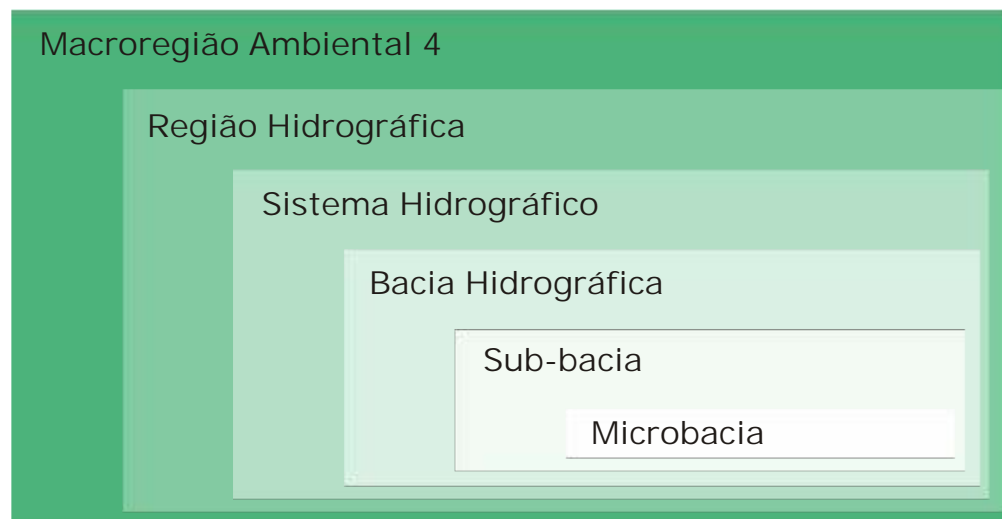 Macroregião Ambiental 4
Região Hidrográfica
Sistema Hidrográfico
Bacia Hidrográfica
Sub-bacia
Microbacia